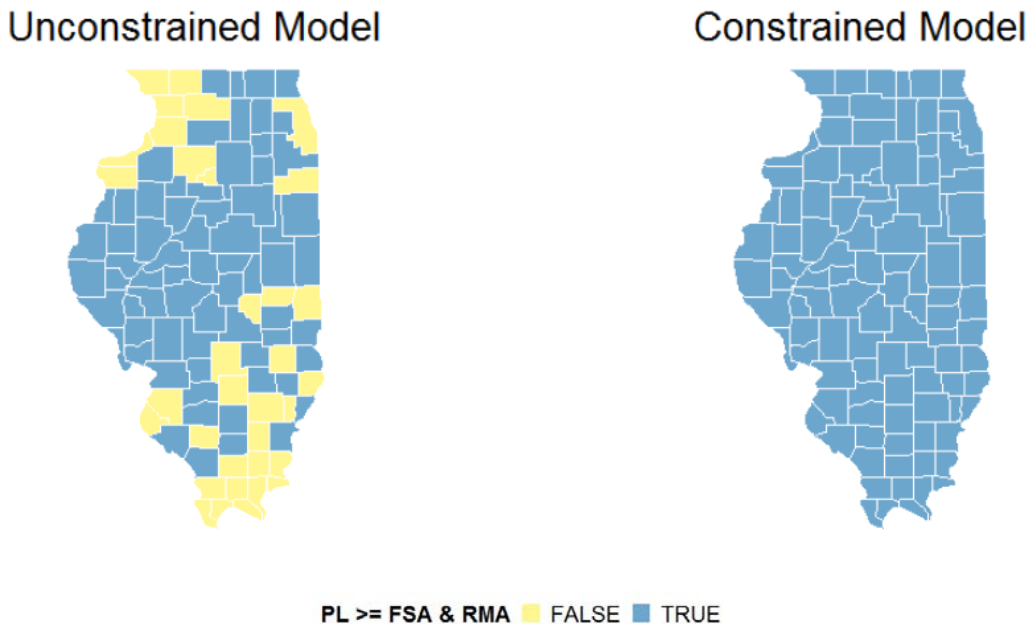 Unconstrained Model
Constrained Model
PL >= FSA & RMA FALSE TRUE